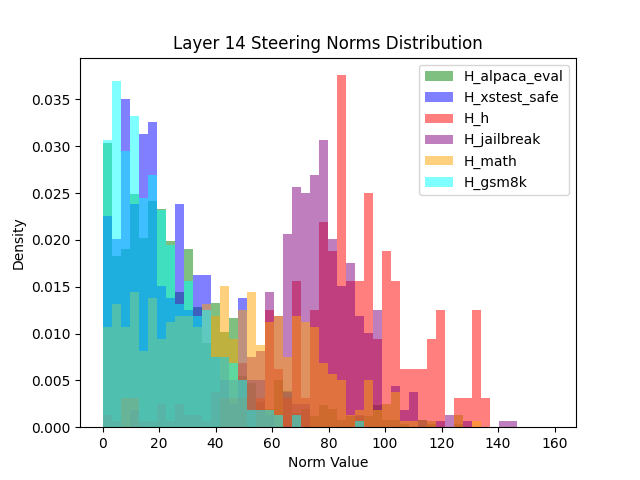 Layer 14 Steering Norms Distribution
H_alpaca_eval
H_xstest_safe
H_h
H_jailbreak
H_math
H_gsm8k
Density
0.035
0.030
0.025
0.020
0.015
0.010
0.005
0.000
0 20 40 60 80 100 120 140 160
Norm Value